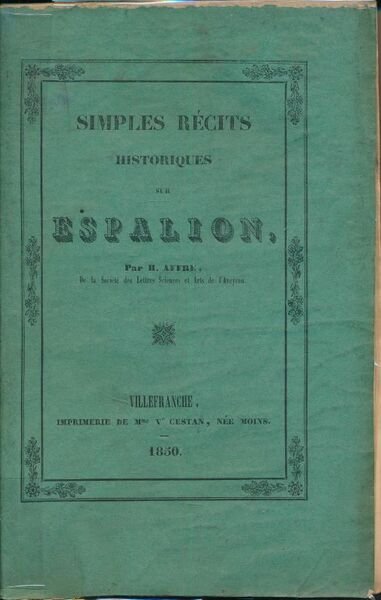 SIMPLES RÉCITS
HISTORIQUES
SUR
ESPALION,
Par H. AFFRE,
De la Société des Lettres Sciences et Arts de l'Aveyron.
VILLEFRANCHE,
IMPRIMERIE DE Mme Ve CESTAN, NÉE MOINS.
1850.